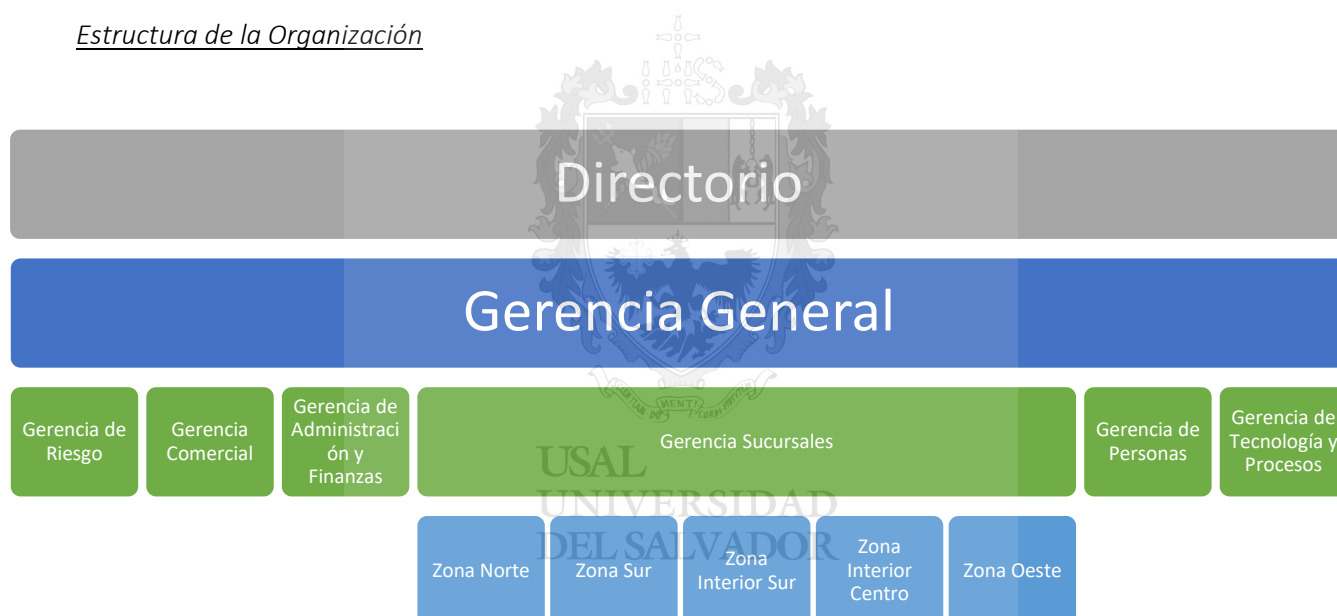 Estructura de la Organización
Directorio
Gerencia General
Gerencia de
Riesgo
Gerencia
Comercial
Gerencia de
Administraci
ón y
Finanzas
Gerencia Sucursales
Gerencia de
Personas
Gerencia de
Tecnología y
Procesos
Zona Norte
Zona Sur
Zona
Interior Sur
Zona
Interior
Centro
Zona Oeste
USAL
UNIVERSIDAD
DEL SALVADOR